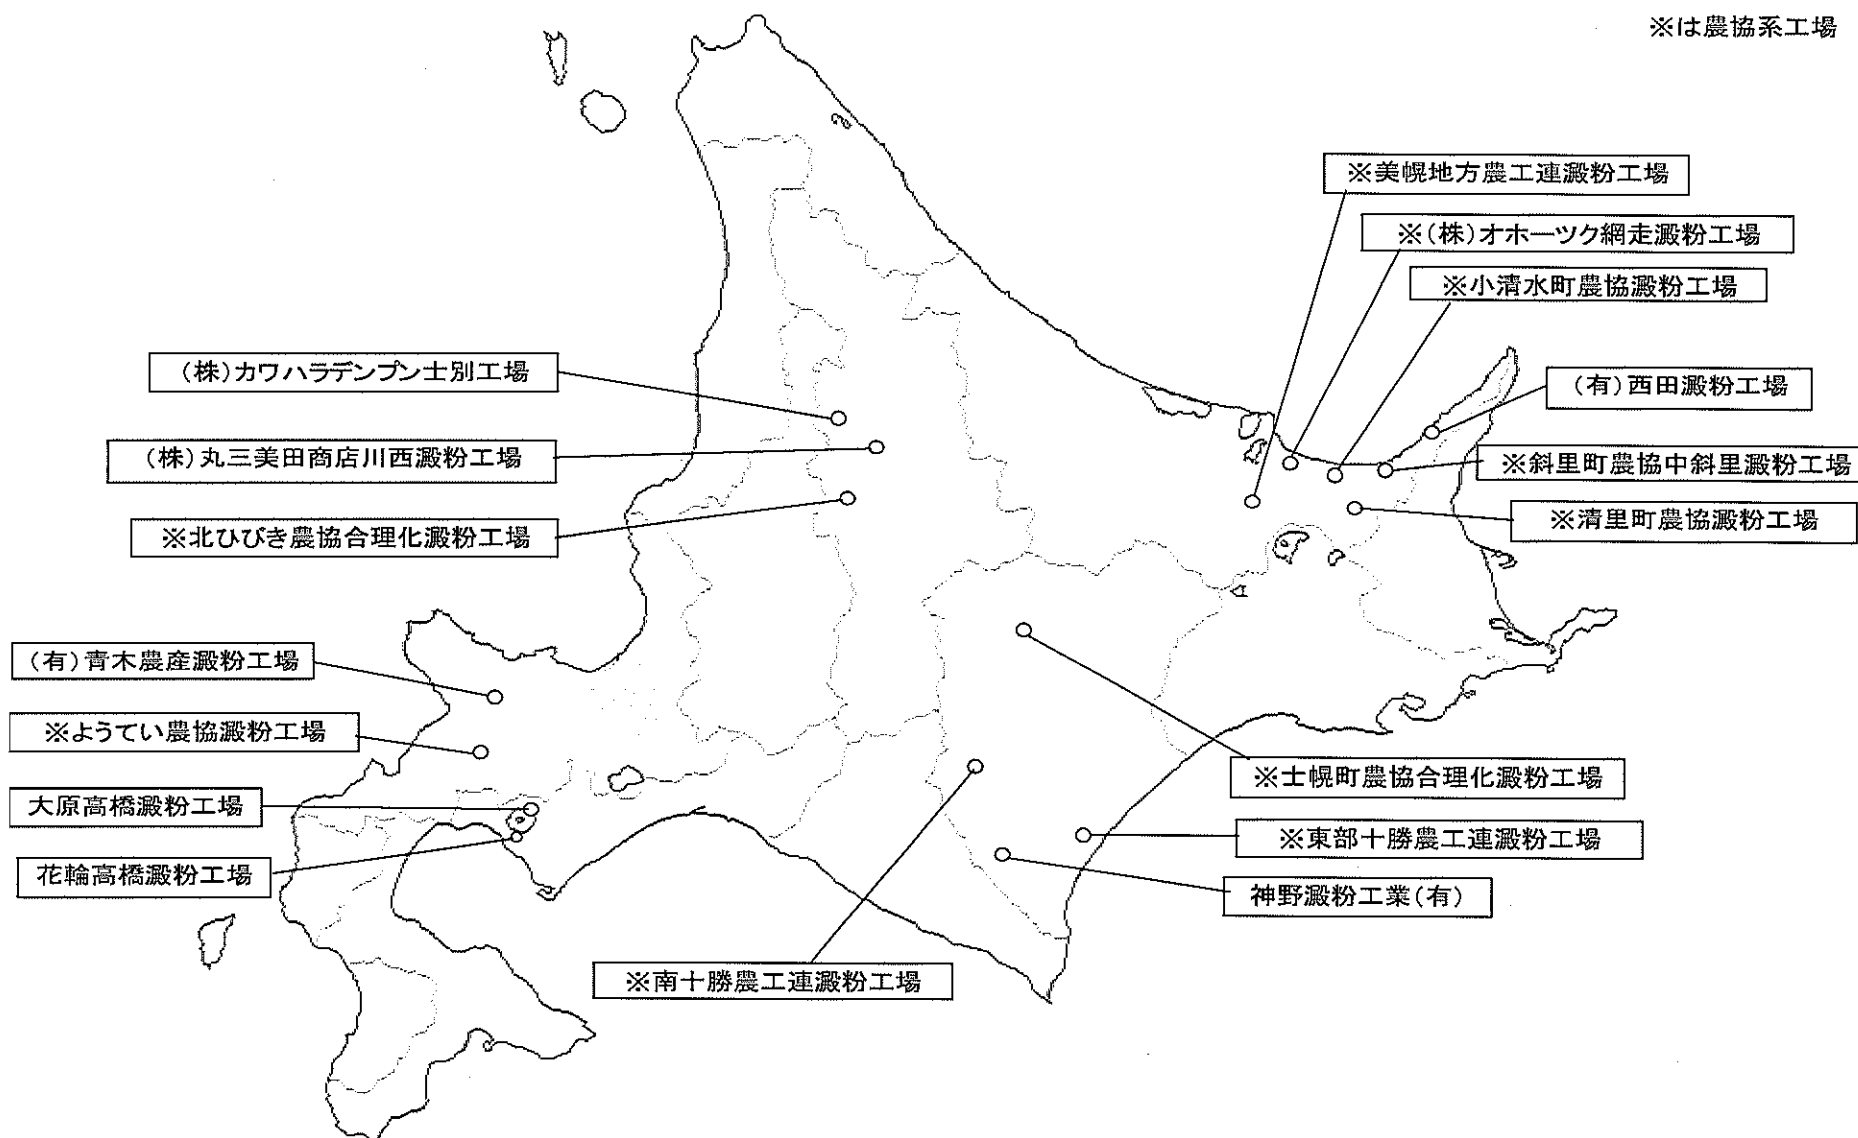 ※は農協系工場
※美幌地方農工連澱粉工場
※(株)オホーツク網走澱粉工場
※小清水町農協澱粉工場
(有)西田澱粉工場
※斜里町農協中斜里澱粉工場
※清里町農協澱粉工場
(株)カワハラデンプン士別工場
(株)丸三美田商店川西澱粉工場
※北ひびき農協合理化澱粉工場
(有)青木農産澱粉工場
※ようてい農協澱粉工場
大原高橋澱粉工場
花輪高橋澱粉工場
※士幌町農協合理化澱粉工場
※東部十勝農工連澱粉工場
神野澱粉工業(有)
※南十勝農工連澱粉工場